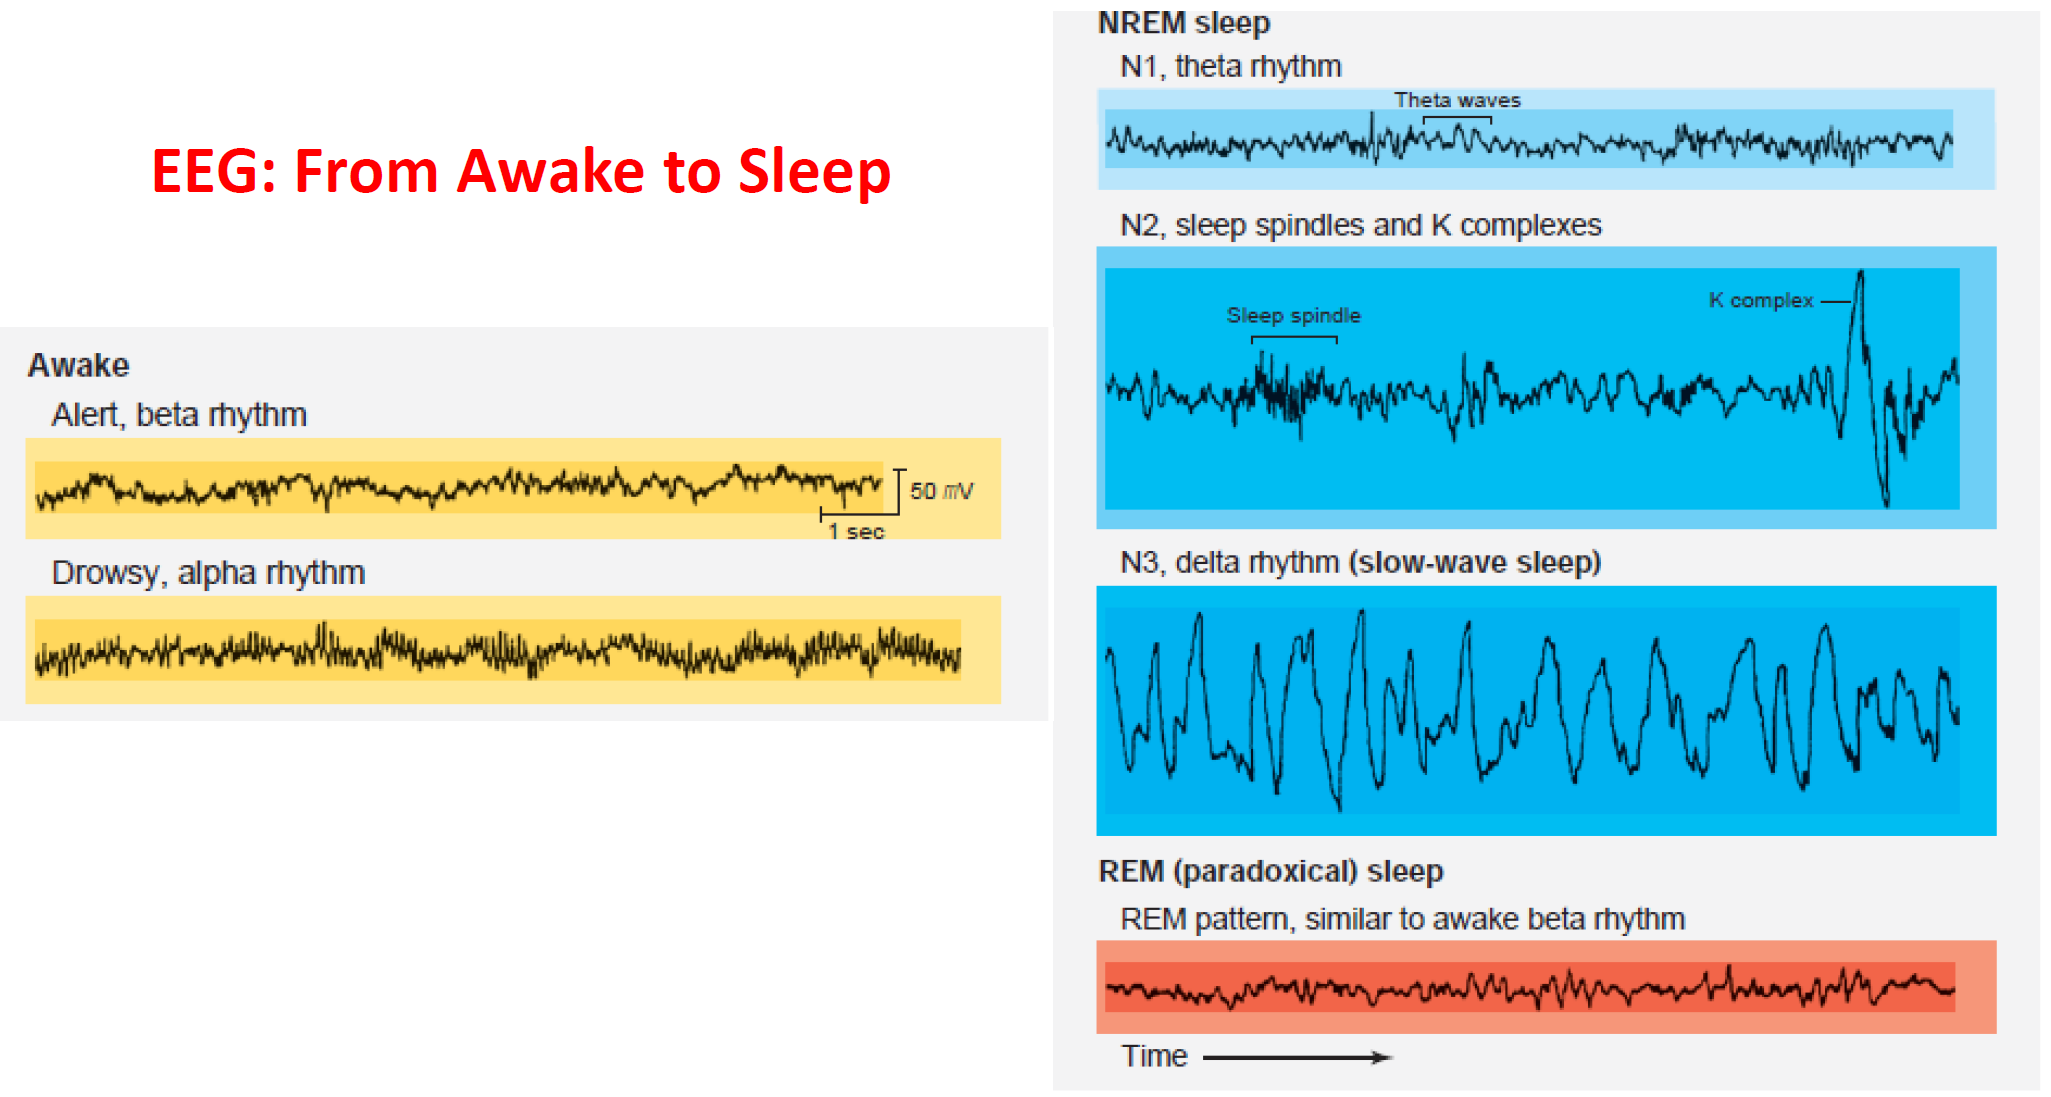 EEG: From Awake to Sleep
Awake
Alert, beta rhythm
50 mV
1 sec
Drowsy, alpha rhythm
NREM sleep
N1, theta rhythm
Theta waves
N2, sleep spindles and K complexes
Sleep spindle
K complex
N3, delta rhythm (slow-wave sleep)
REM (paradoxical) sleep
REM pattern, similar to awake beta rhythm
Time